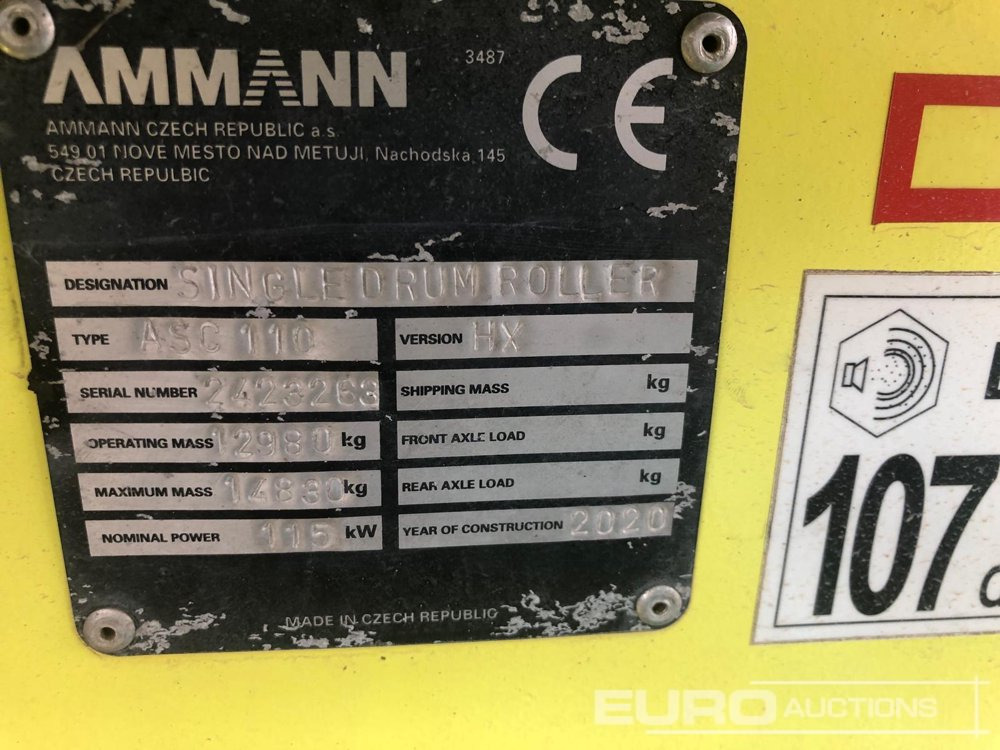 AMMANN
3487
CE
AMMANN CZECH REPUBLIC a.s.
549 01 NOVE MESTO NAD METUJI, Nachodska 145
CZECH REPULBIC
DESIGNATION SINGLE DRUM ROLLER
TYPE ASC 110 VERSION HX
SERIAL NUMBER 2423263 SHIPPING MASS kg
OPERATING MASS 12980 kg FRONT AXLE LOAD kg
MAXIMUM MASS 14830 kg REAR AXLE LOAD kg
NOMINAL POWER 115 kW YEAR OF CONSTRUCTION 2020
MADE IN CZECH REPUBLIC
107
EURO AUCTIONS